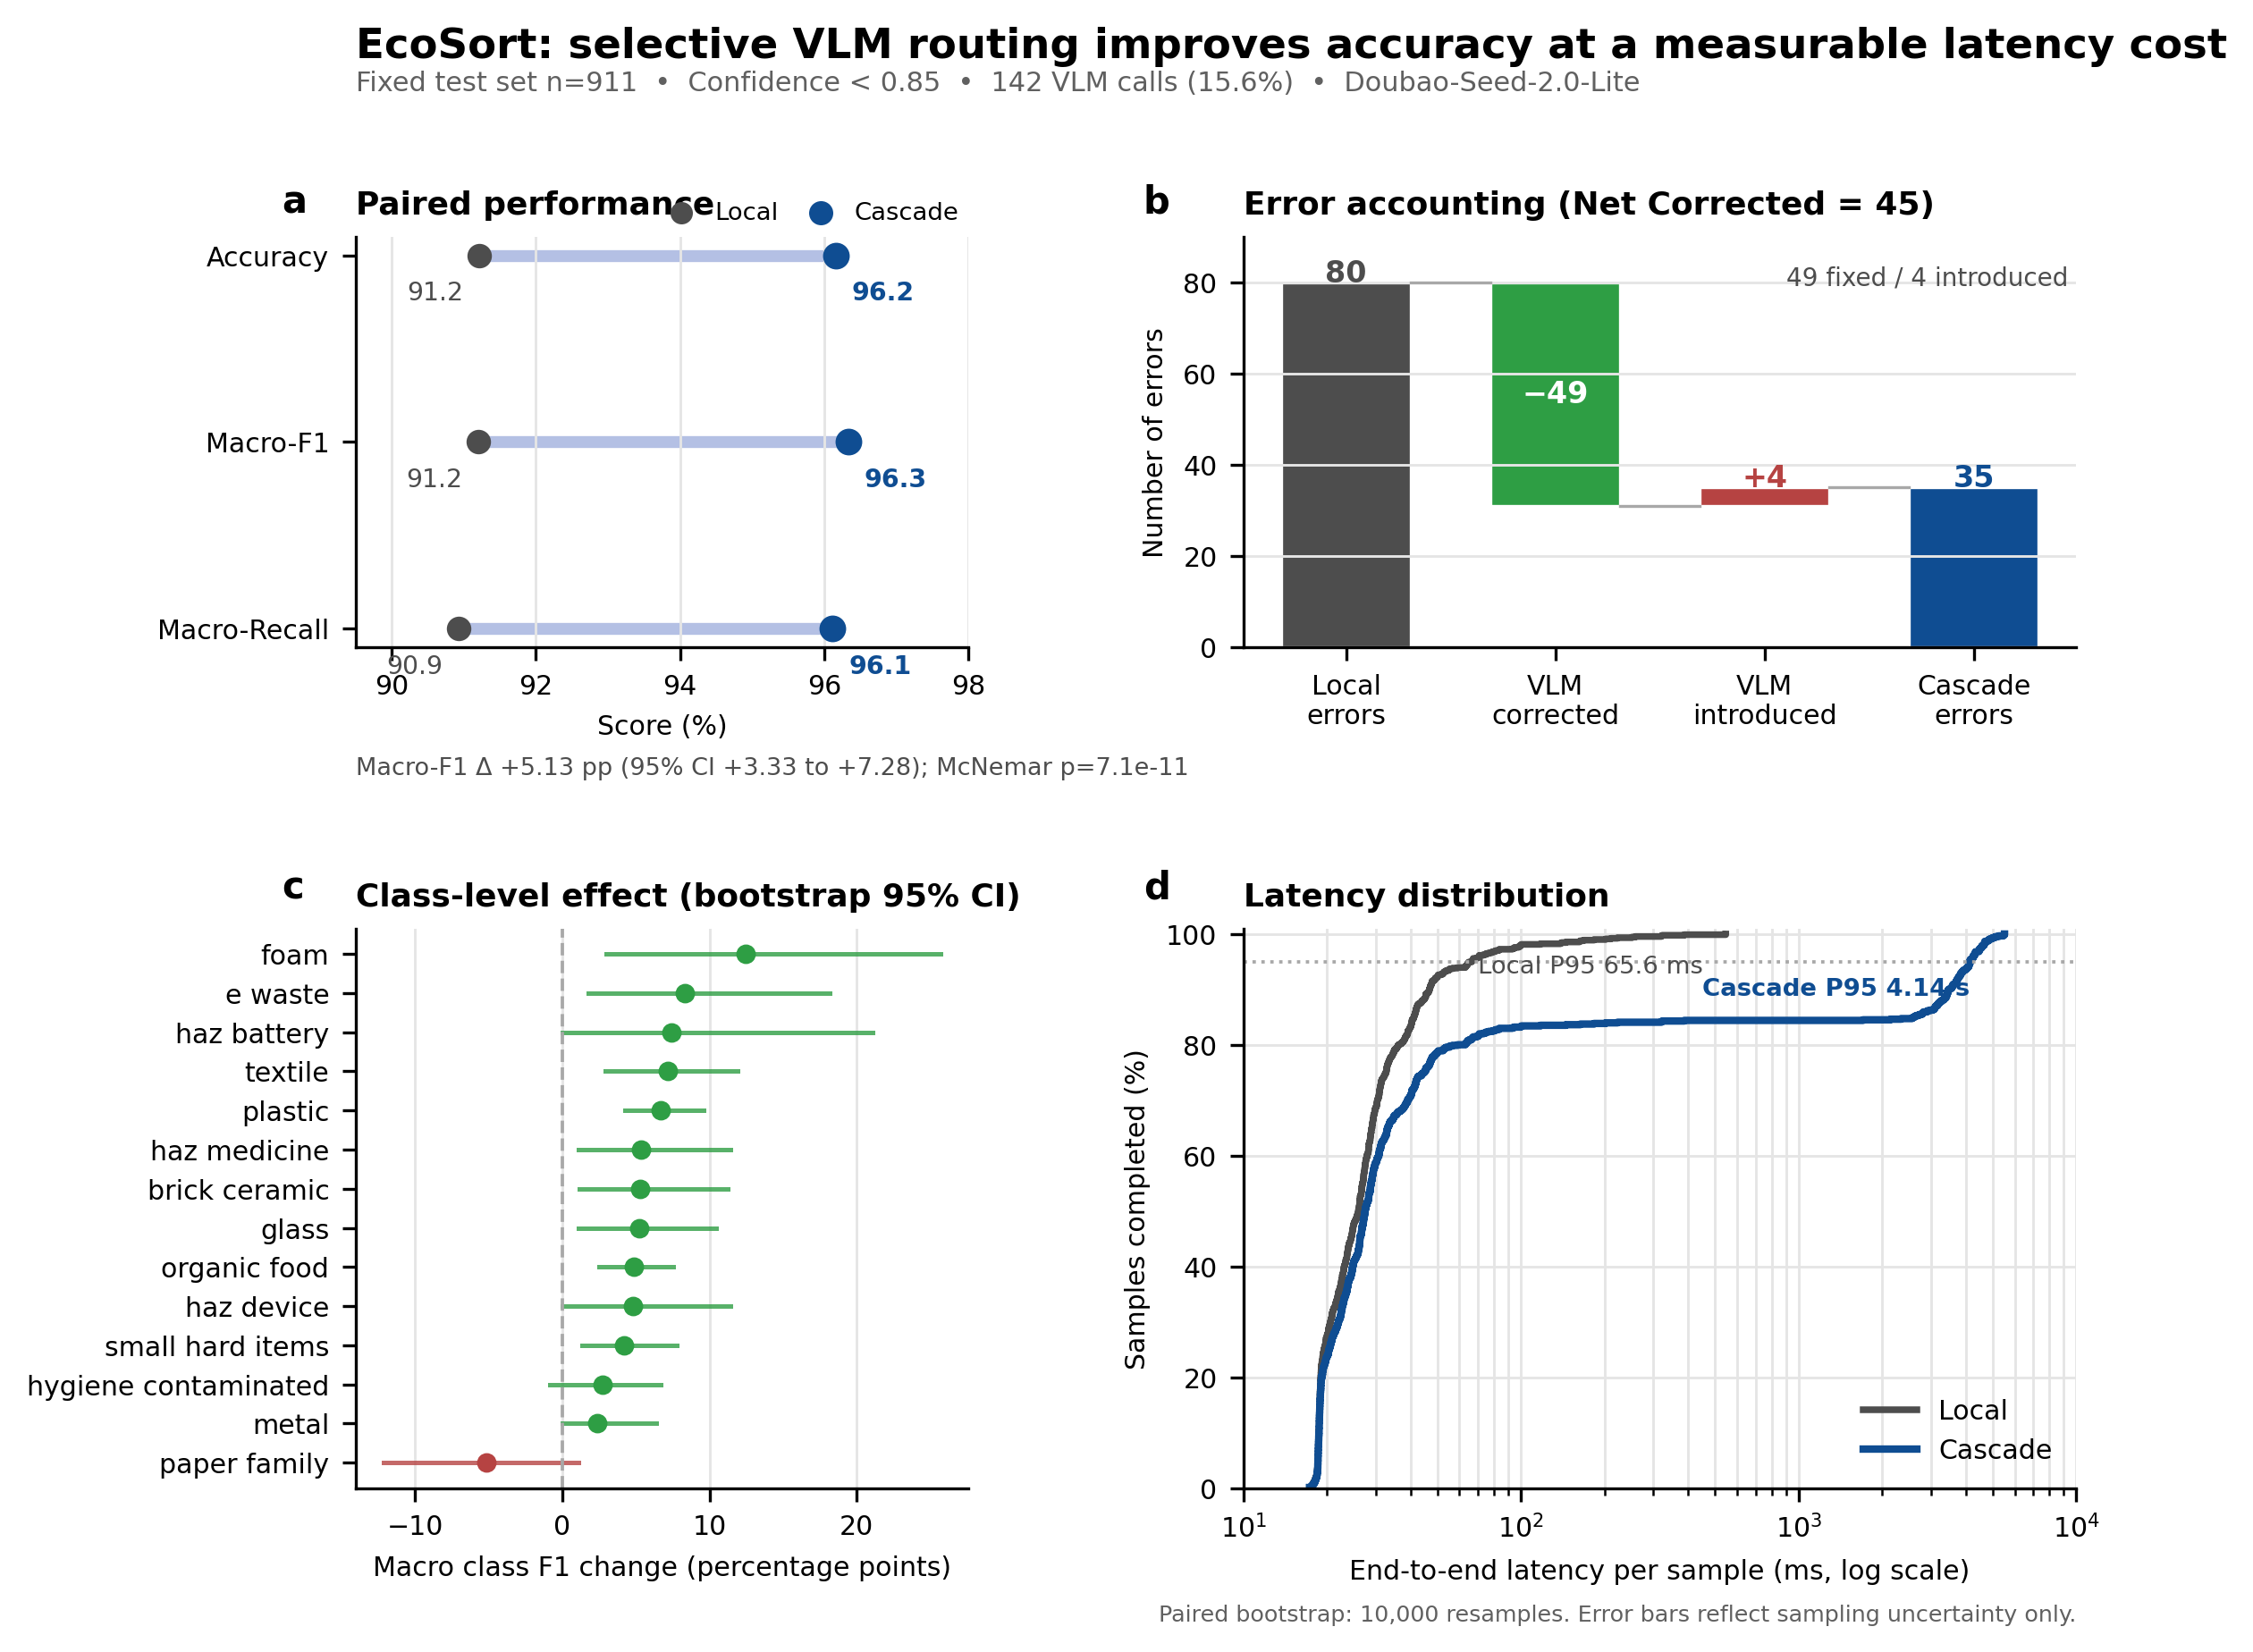 EcoSort: selective VLM routing improves accuracy at a measurable latency cost
Fixed test set n=911 • Confidence < 0.85 • 142 VLM calls (15.6%) • Doubao-Seed-2.0-Lite
a Paired performance
Local Cascade
Accuracy
91.2 96.2
Macro-F1
91.2 96.3
Macro-Recall
90.9 96.1
90 92 94 96 98
Score (%)
Macro-F1 Δ +5.13 pp (95% CI +3.33 to +7.28); McNemar p=7.1e-11
b Error accounting (Net Corrected = 45)
49 fixed / 4 introduced
Number of errors
80
60
40
20
0
80
−49
+4
35
Local
errors
VLM
corrected
VLM
introduced
Cascade
errors
c Class-level effect (bootstrap 95% CI)
foam
e waste
haz battery
textile
plastic
haz medicine
brick ceramic
glass
organic food
haz device
small hard items
hygiene contaminated
metal
paper family
−10 0 10 20
Macro class F1 change (percentage points)
d Latency distribution
Samples completed (%)
100
80
60
40
20
0
Local P95 65.6 ms
Cascade P95 4.14 s
Local
Cascade
10¹ 10² 10³ 10⁴
End-to-end latency per sample (ms, log scale)
Paired bootstrap: 10,000 resamples. Error bars reflect sampling uncertainty only.